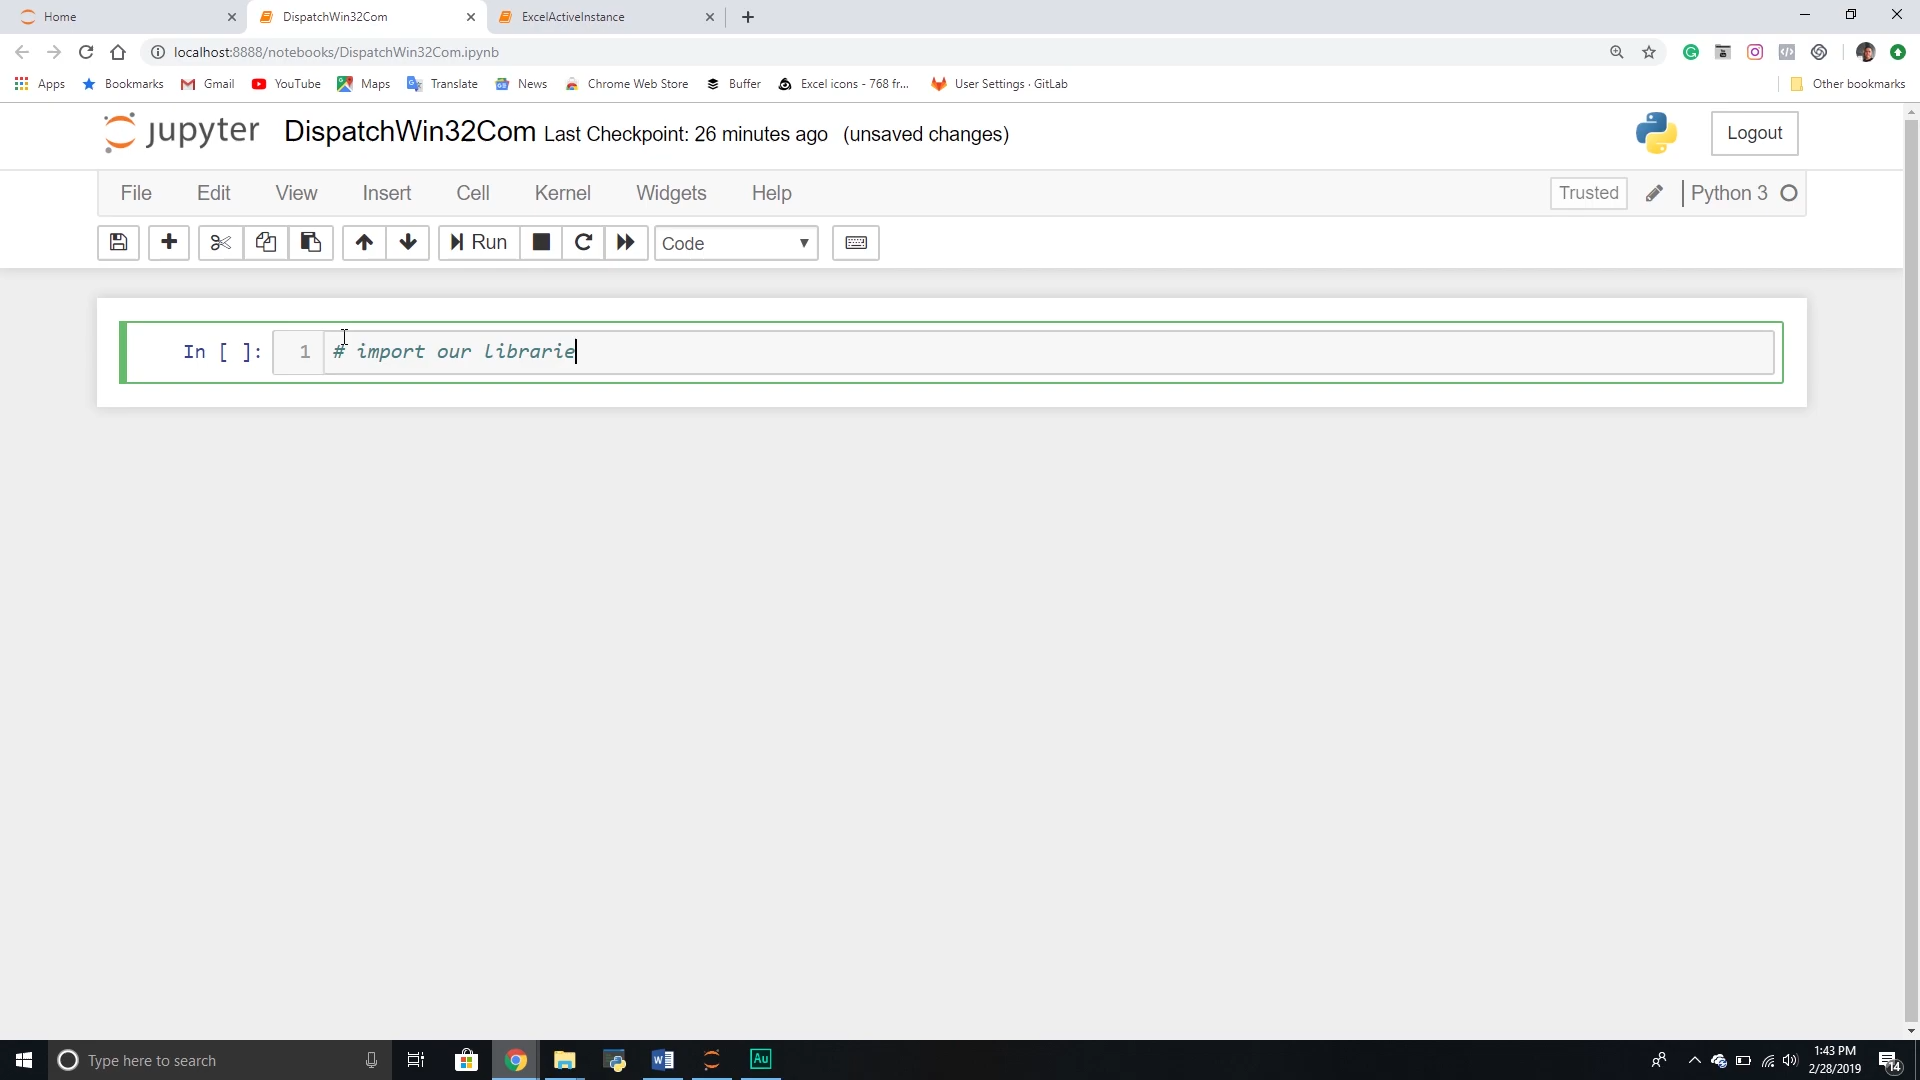 Home
DispatchWin32Com
ExcelActiveInstance
localhost:8888/notebooks/DispatchWin32Com.ipynb
Apps Bookmarks Gmail YouTube Maps Translate News Chrome Web Store Buffer Excel icons - 768 fr... User Settings · GitLab Other bookmarks
jupyter DispatchWin32Com Last Checkpoint: 26 minutes ago (unsaved changes) Logout
File Edit View Insert Cell Kernel Widgets Help Trusted Python 3
Run Code
In [ ]: 1 # import our librarie
Type here to search
Au
1:43 PM
2/28/2019
14